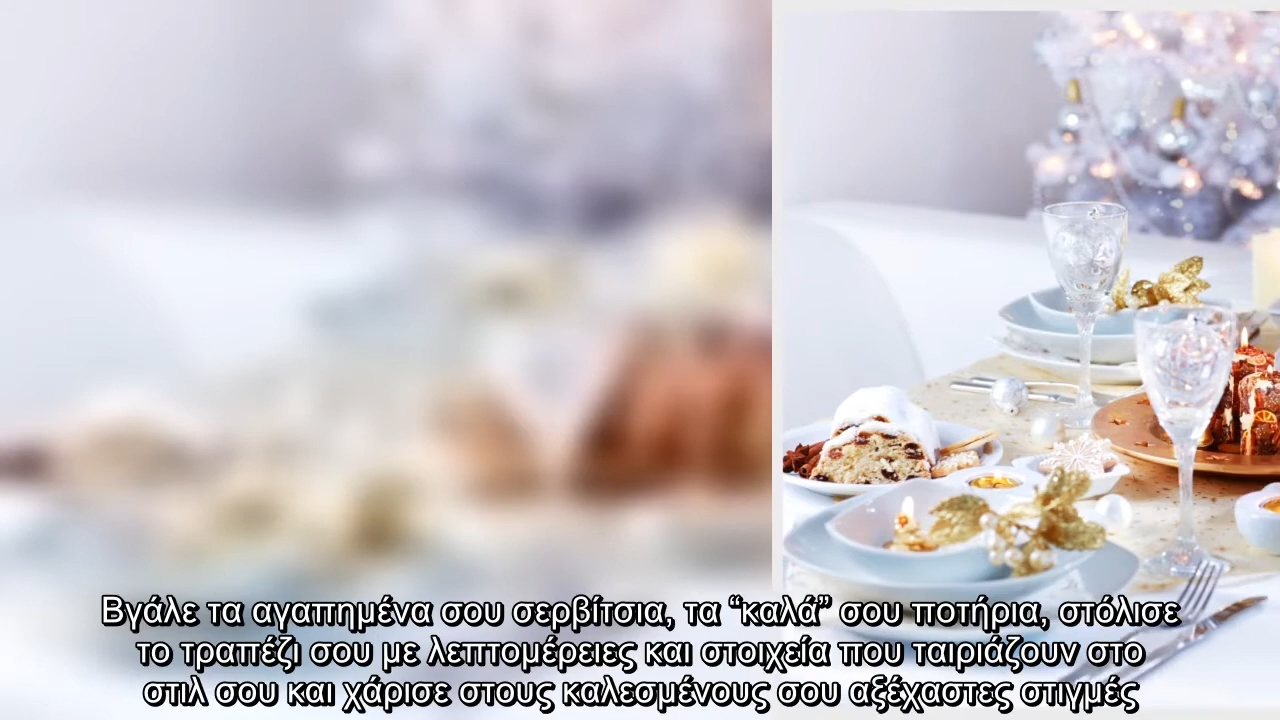 Βγάλε τα αγαπημένα σου σερβίτσια, τα “καλά” σου ποτήρια, στόλισε
το τραπέζι σου με λεπτομέρειες και στοιχεία που ταιριάζουν στο
στιλ σου και χάρισε στους καλεσμένους σου αξέχαστες στιγμές